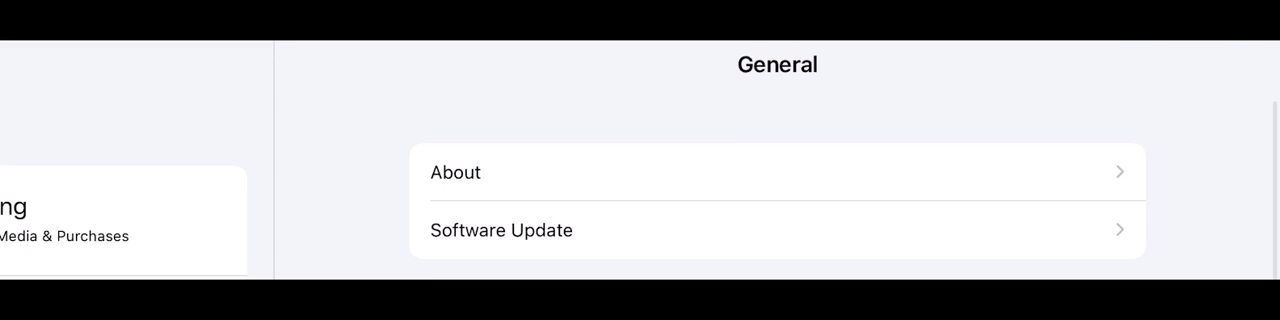 General
ng
Media & Purchases
About
Software Update